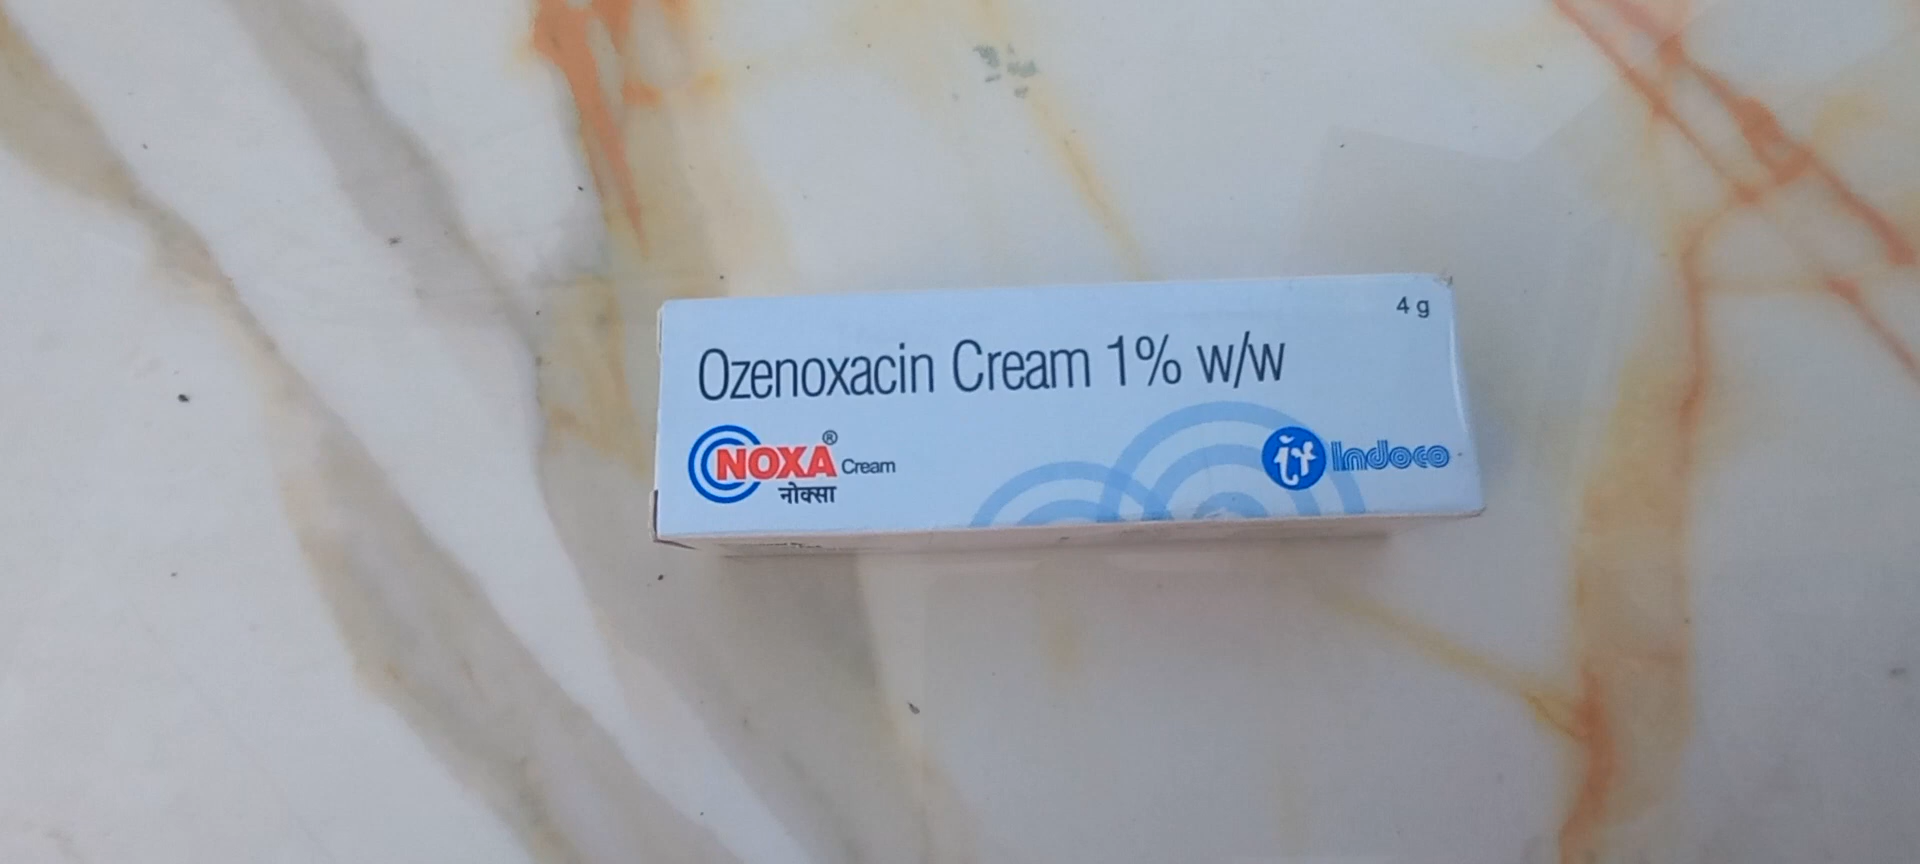 4 g
Ozenoxacin Cream 1% w/w
NOXA® Cream
नोक्सा
Indoco